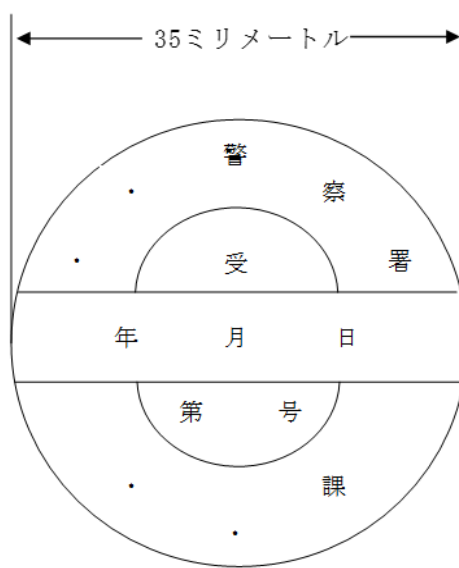 35ミリメートル
・・警察署
受
年月日
第号
・・課